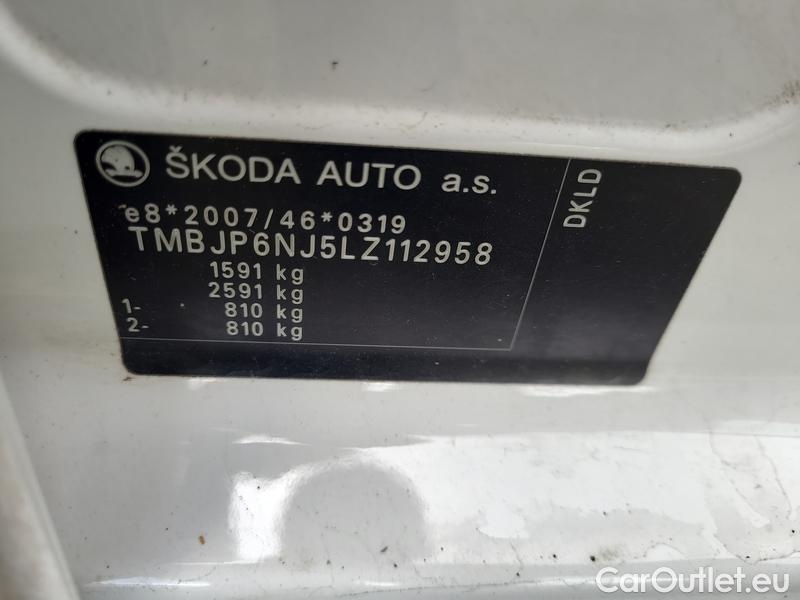 ŠKODA AUTO a.s.
e8*2007/46*0319
TMBJP6NJ5LZ112958
1591 kg
2591 kg
1- 810 kg
2- 810 kg
DKLD
CarOutlet.eu